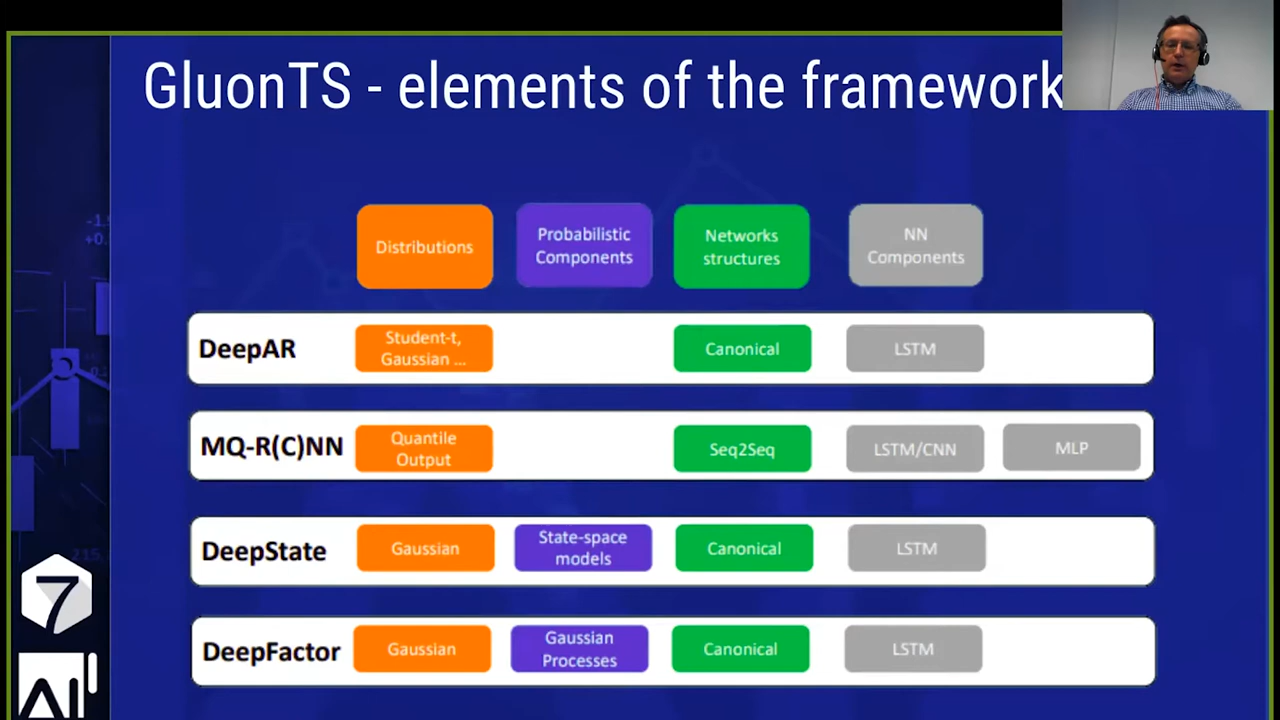 GluonTS - elements of the framework
Distributions
Probabilistic
Components
Networks
structures
NN
Components
DeepAR
Student-t,
Gaussian ...
Canonical
LSTM
MQ-R(C)NN
Quantile
Output
Seq2Seq
LSTM/CNN
MLP
DeepState
Gaussian
State-space
models
Canonical
LSTM
DeepFactor
Gaussian
Gaussian
Processes
Canonical
LSTM
7
AI